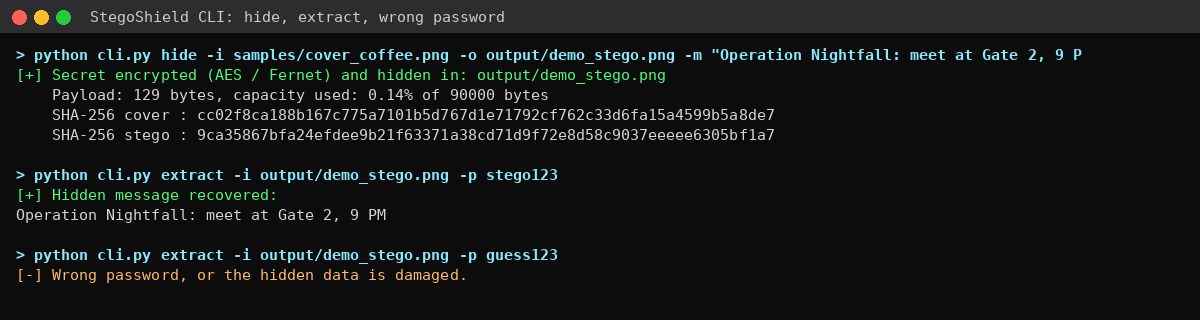 StegoShield CLI: hide, extract, wrong password
> python cli.py hide -i samples/cover_coffee.png -o output/demo_stego.png -m "Operation Nightfall: meet at Gate 2, 9 P
[+] Secret encrypted (AES / Fernet) and hidden in: output/demo_stego.png
Payload: 129 bytes, capacity used: 0.14% of 90000 bytes
SHA-256 cover : cc02f8ca188b167c775a7101b5d767d1e71792cf762c33d6fa15a4599b5a8de7
SHA-256 stego : 9ca35867bfa24efdee9b21f63371a38cd71d9f72e8d58c9037eeeee6305bf1a7
> python cli.py extract -i output/demo_stego.png -p stego123
[+] Hidden message recovered:
Operation Nightfall: meet at Gate 2, 9 PM
> python cli.py extract -i output/demo_stego.png -p guess123
[-] Wrong password, or the hidden data is damaged.